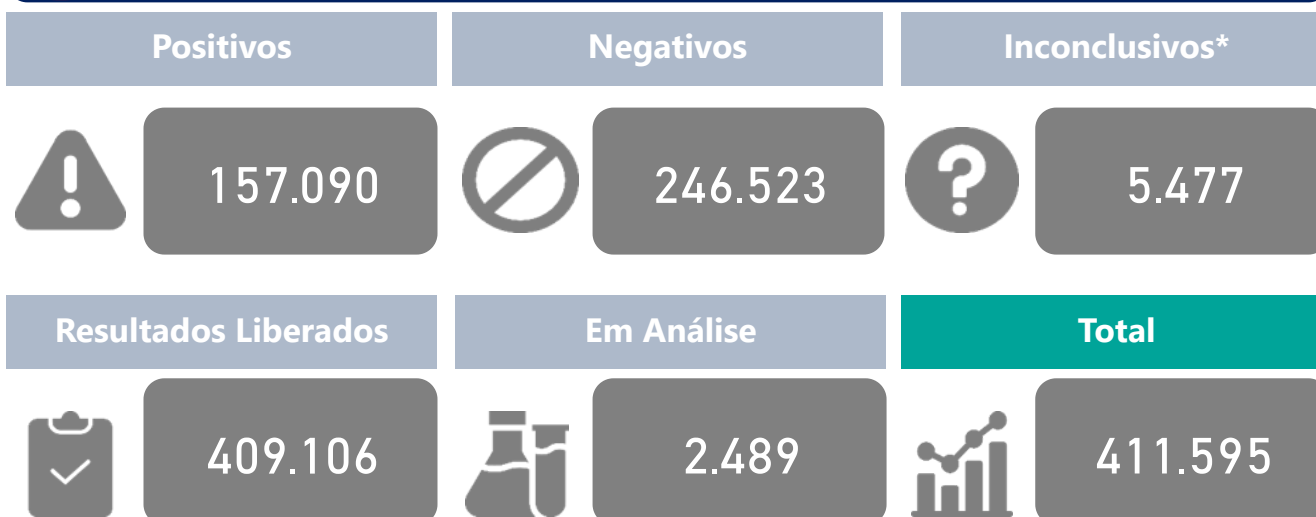 Positivos
Negativos
Inconclusivos*
157.090
246.523
5.477
Resultados Liberados
Em Análise
Total
409.106
2.489
411.595